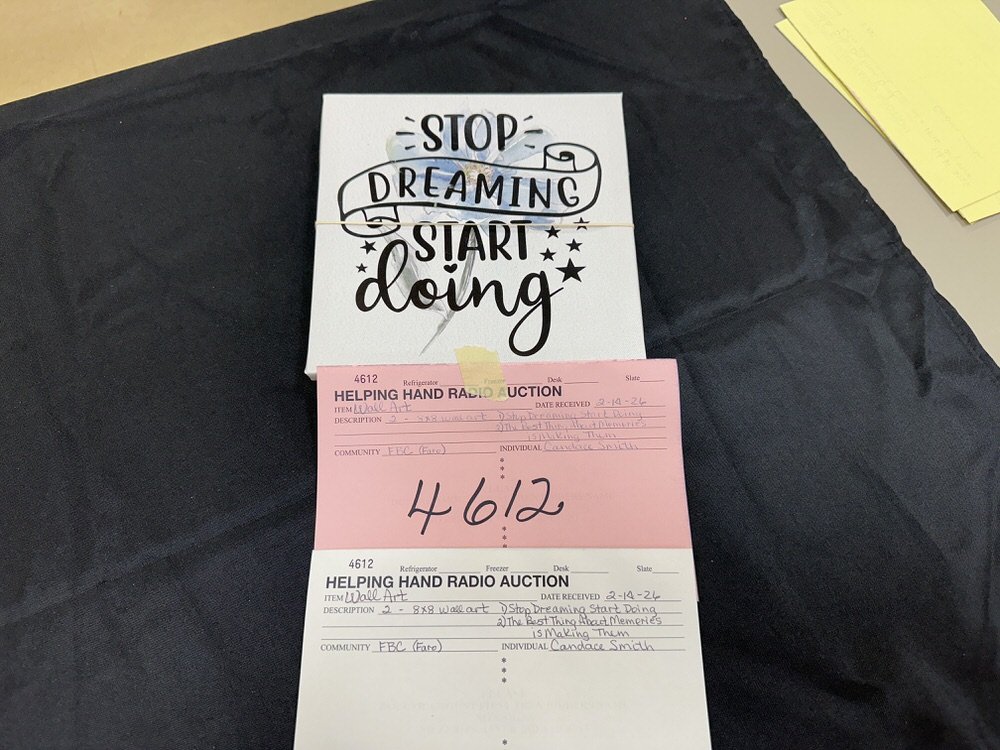 STOP
DREAMING
START
doing
4612
Refrigerator Freezer Desk Slate
HELPING HAND RADIO AUCTION
ITEM Wall Art DATE RECEIVED 2-14-26
DESCRIPTION 2 - 8x8 wall art 1) Stop Dreaming Start Doing
2) The Best Thing About Memories
is Making Them
COMMUNITY FBC (Faro) INDIVIDUAL Candace Smith
4612
4612
Refrigerator Freezer Desk Slate
HELPING HAND RADIO AUCTION
ITEM Wall Art DATE RECEIVED 2-14-26
DESCRIPTION 2 - 8x8 wall art 1) Stop Dreaming Start Doing
2) The Best Thing About Memories
is Making Them
COMMUNITY FBC (Faro) INDIVIDUAL Candace Smith